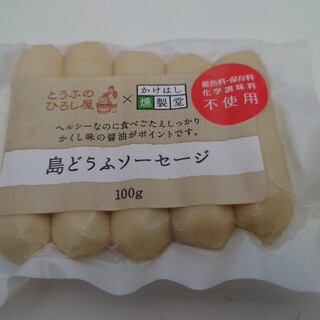 とうふの
ひろし屋
×
かけはし
燻製堂
着色料・保存料
化学調味料
不使用
ヘルシーなのに食べごたえしっかり
かくし味の醤油がポイントです。
島どうふソーセージ
100g